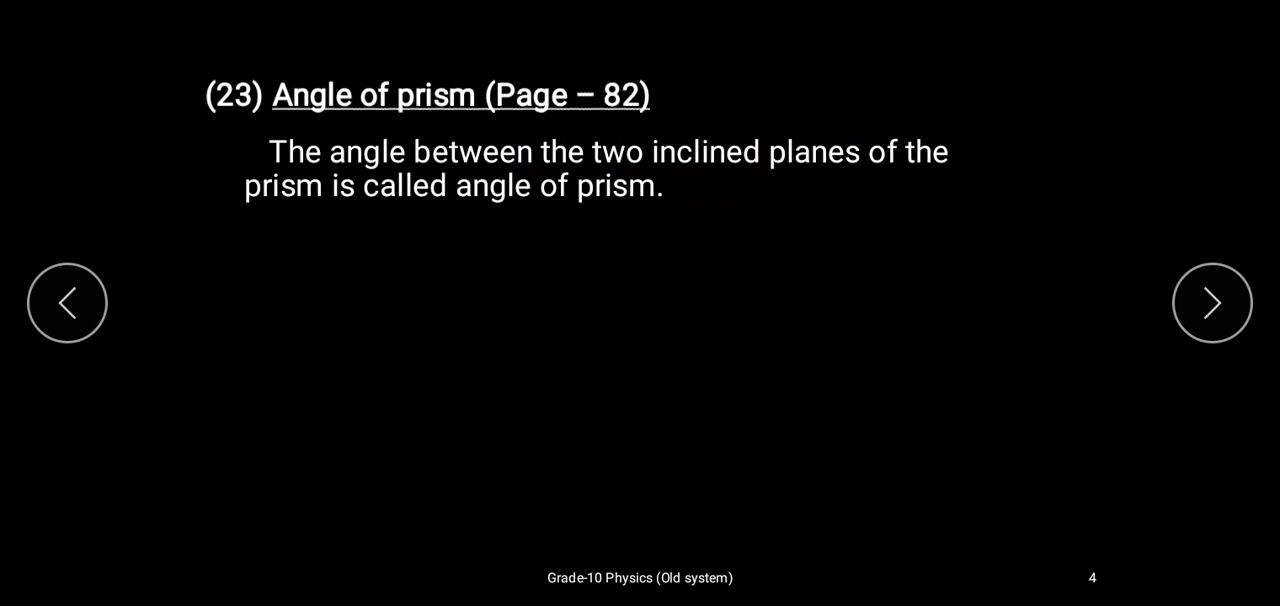 (23) Angle of prism (Page – 82)
The angle between the two inclined planes of the
prism is called angle of prism.
Grade-10 Physics (Old system)
4